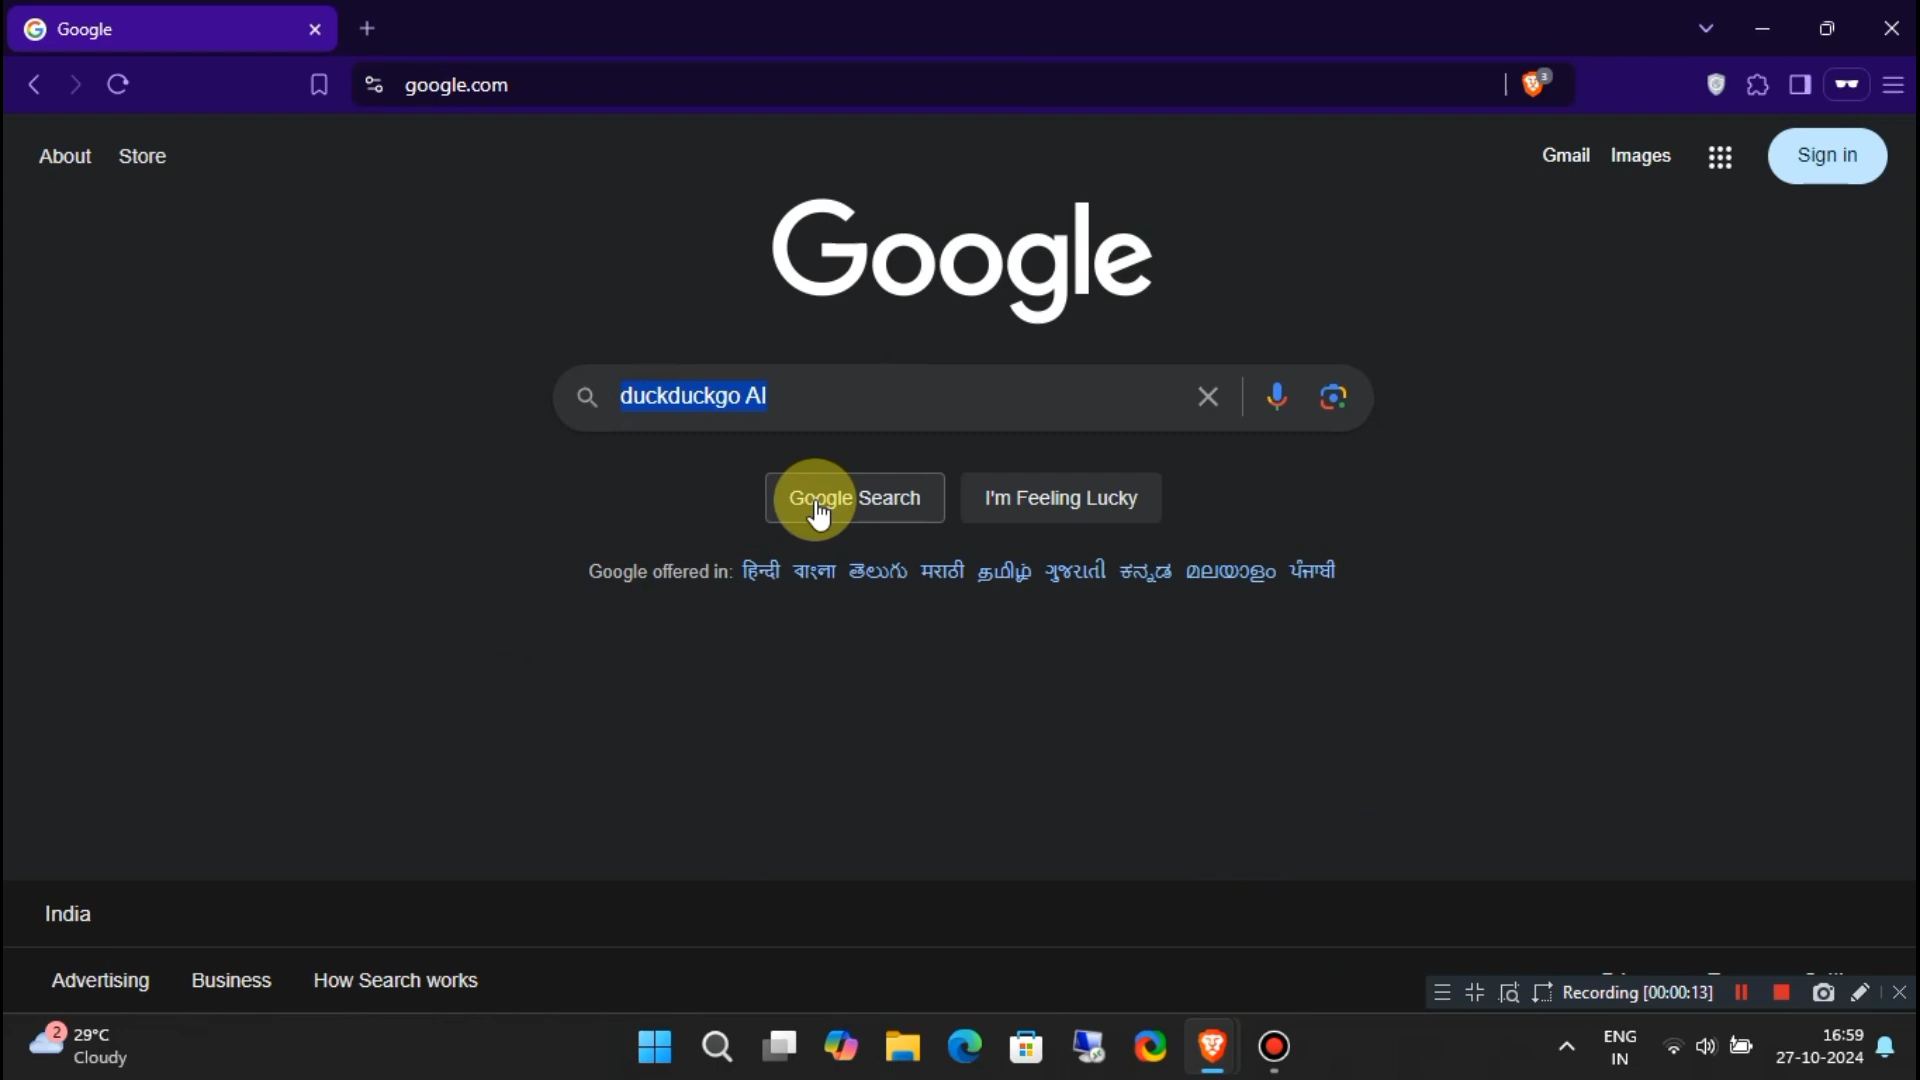 Google
google.com
3
About Store
Gmail Images Sign in
Google
duckduckgo AI
Google Search I'm Feeling Lucky
Google offered in: हिन्दी বাংলা తెలుగు मराठी தமிழ் ગુજરાતી ಕನ್ನಡ മലയാളം ਪੰਜਾਬੀ
India
Advertising Business How Search works
Recording [00:00:13]
2 29°C
Cloudy
ENG
IN
16:59
27-10-2024